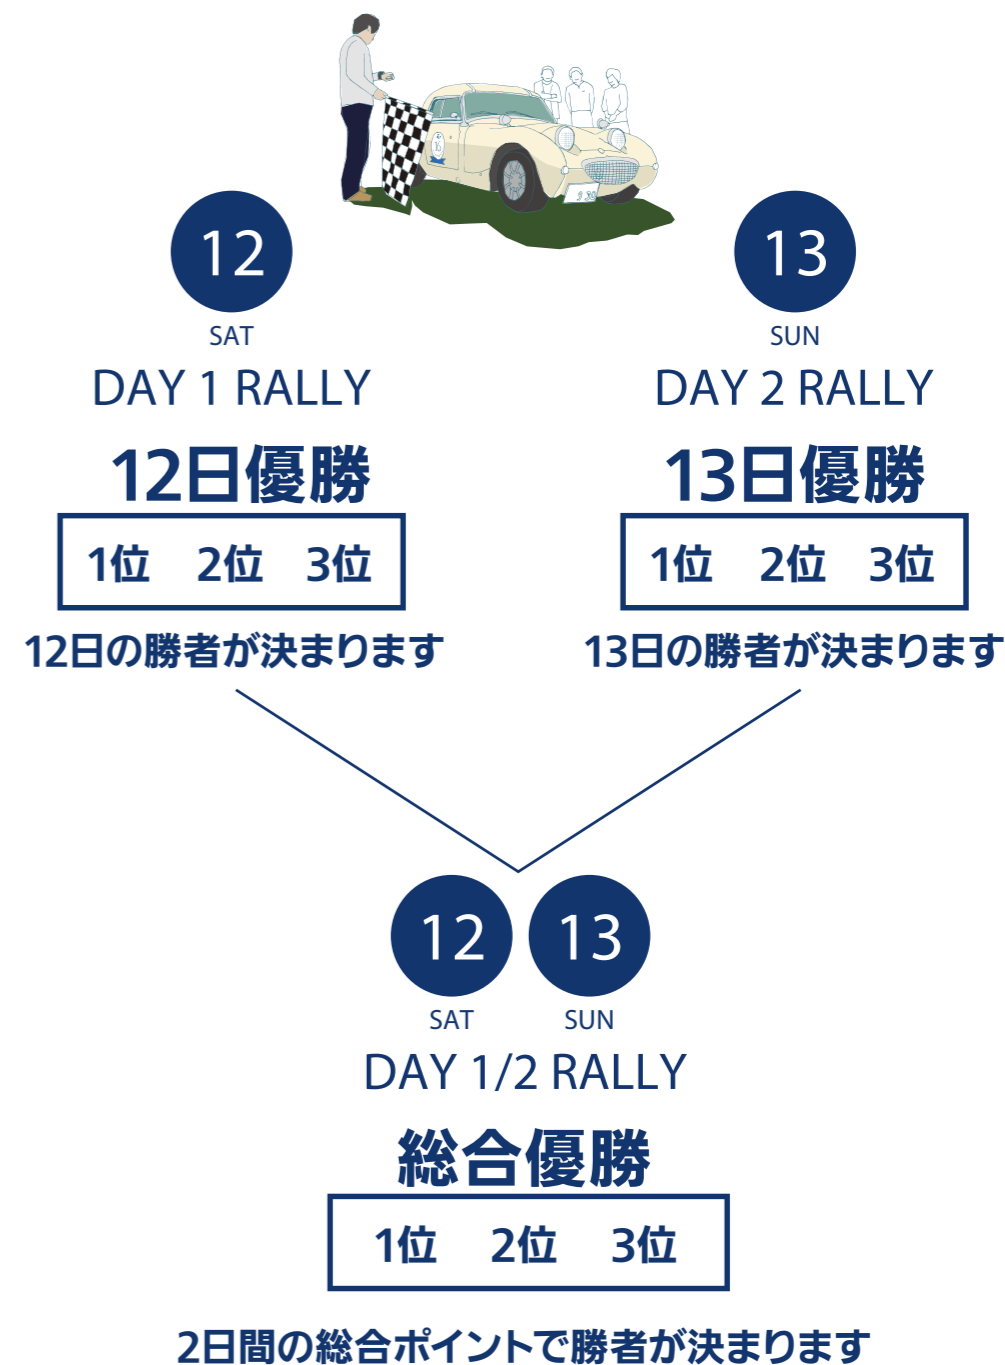 12
SAT
DAY 1 RALLY
12日優勝
1位 2位 3位
12日の勝者が決まります
13
SUN
DAY 2 RALLY
13日優勝
1位 2位 3位
13日の勝者が決まります
12 13
SAT SUN
DAY 1/2 RALLY
総合優勝
1位 2位 3位
2日間の総合ポイントで勝者が決まります